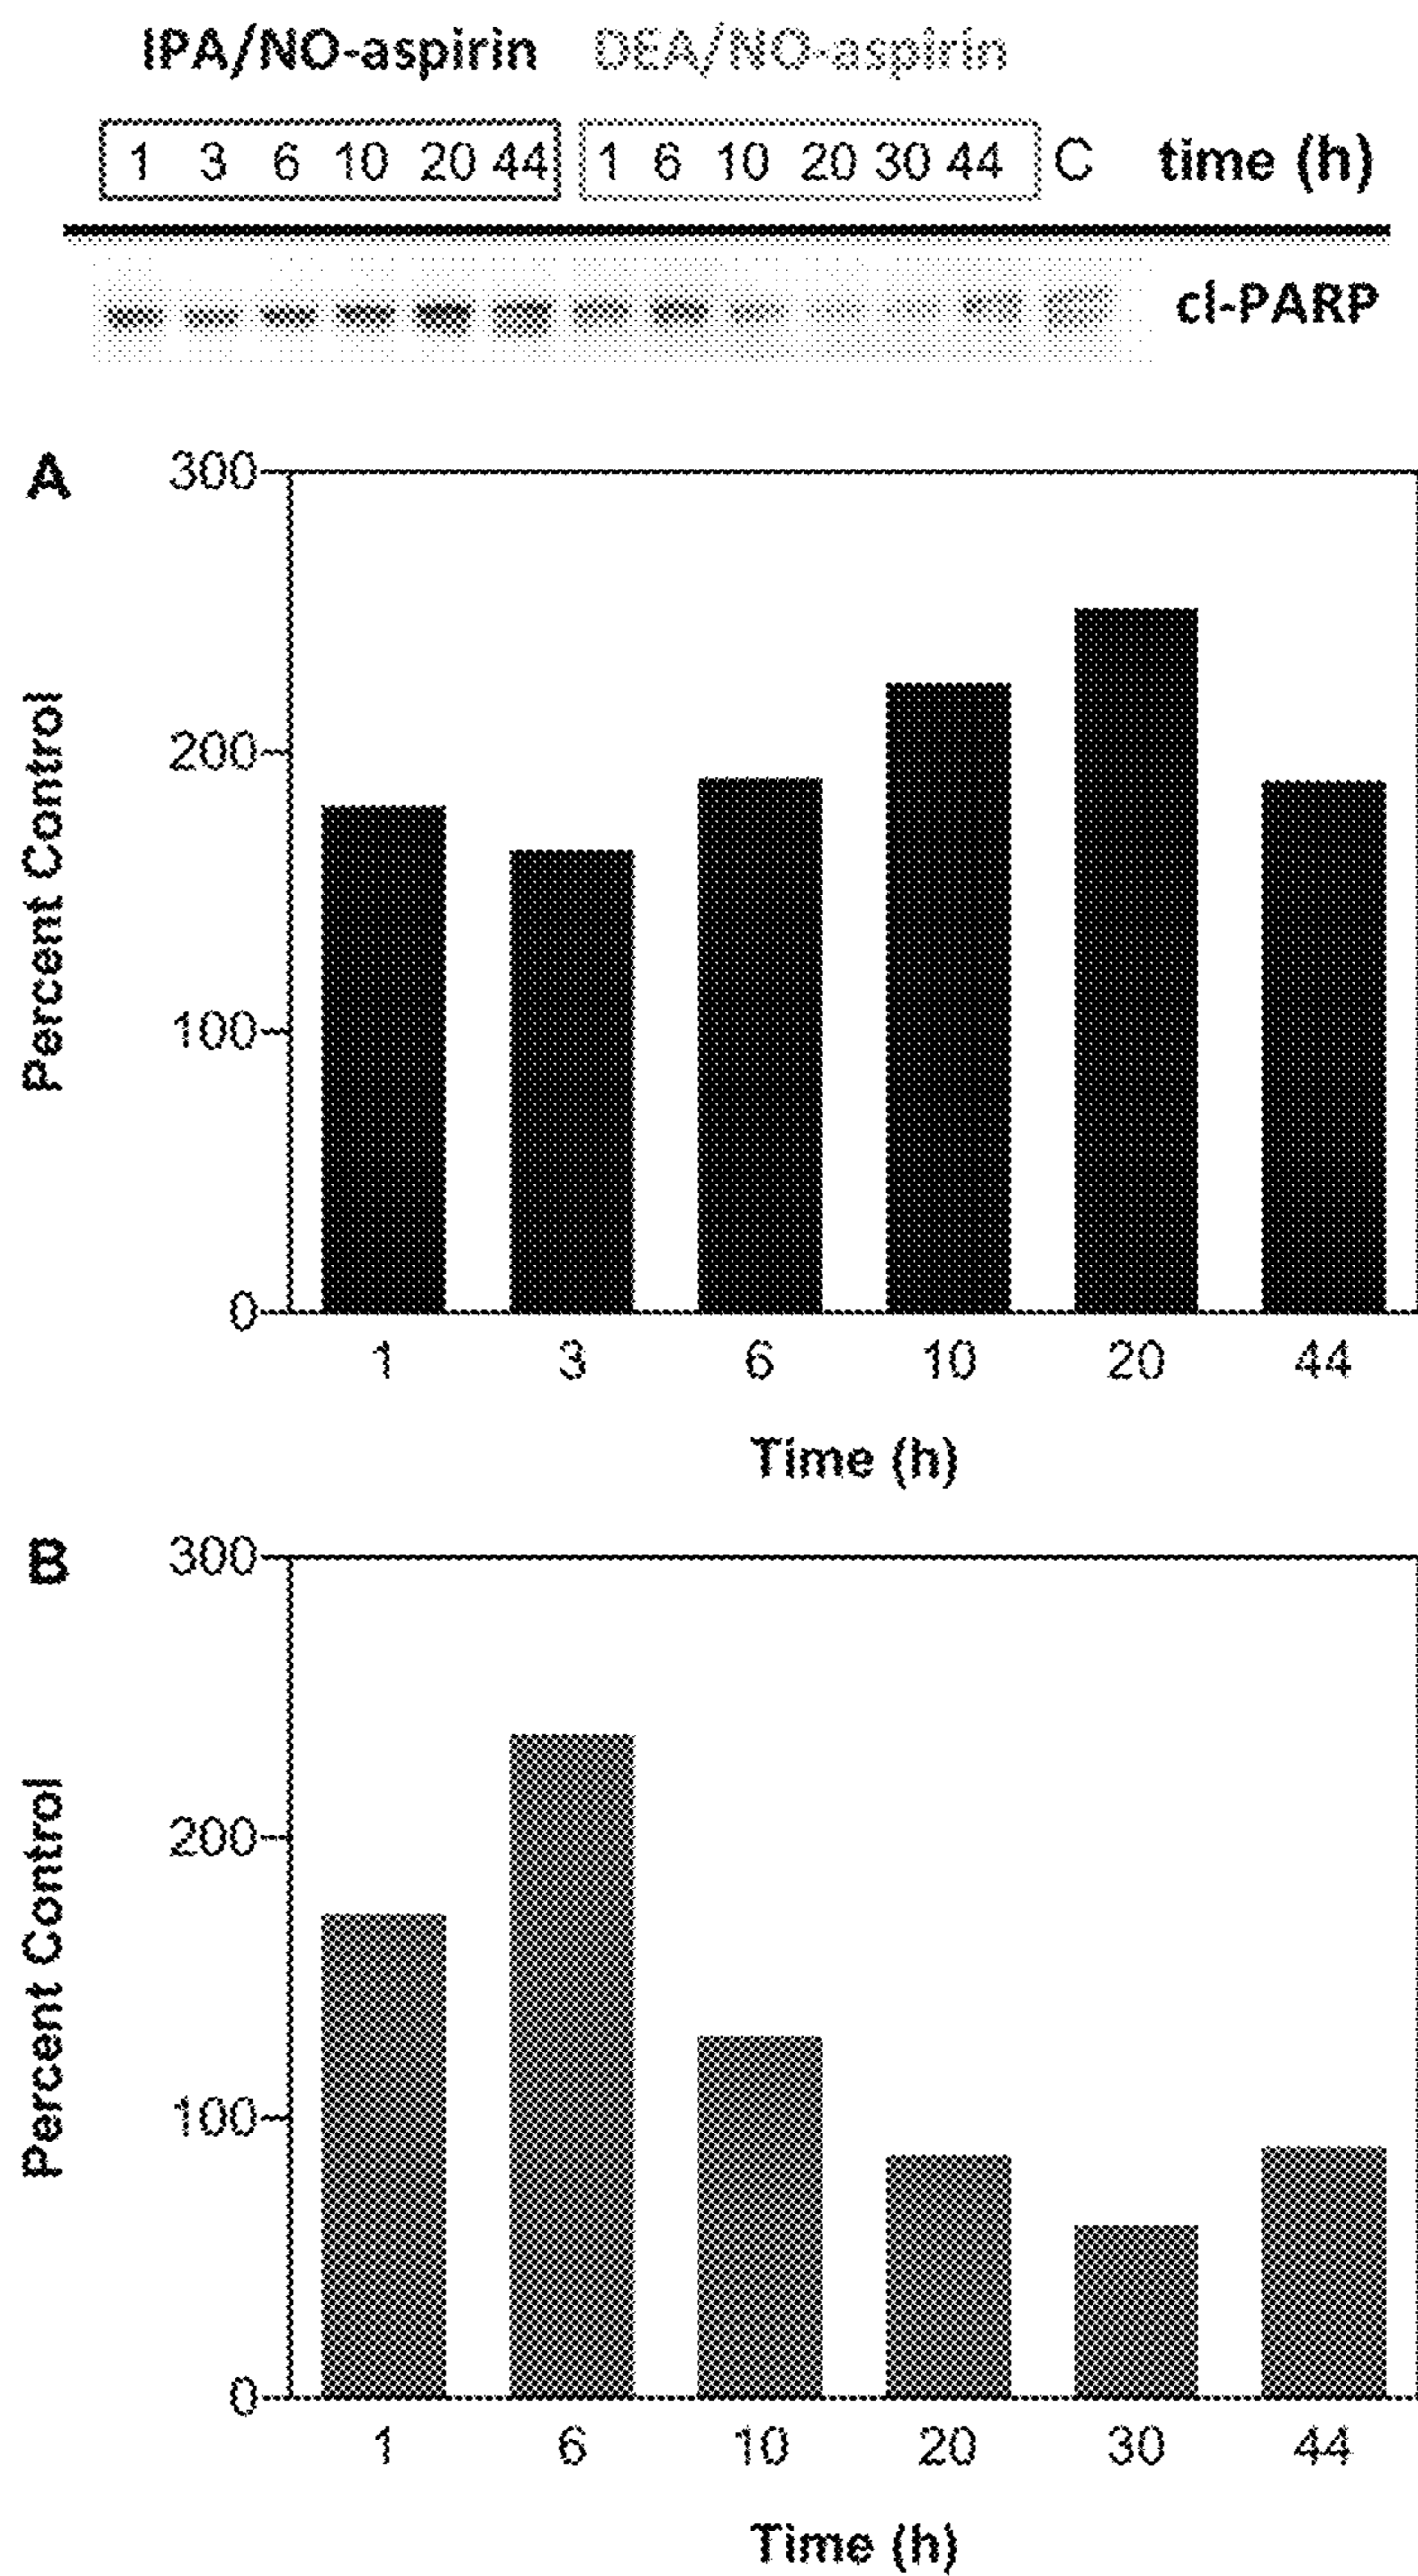 IPA/NO-aspirin DEA/NO-aspirin
1 3 6 10 20 44 1 6 10 20 30 44 C time (h)
cl-PARP
A
300
200
100
0
Percent Control
1 3 6 10 20 44
Time (h)
B
300
200
100
0
Percent Control
1 6 10 20 30 44
Time (h)